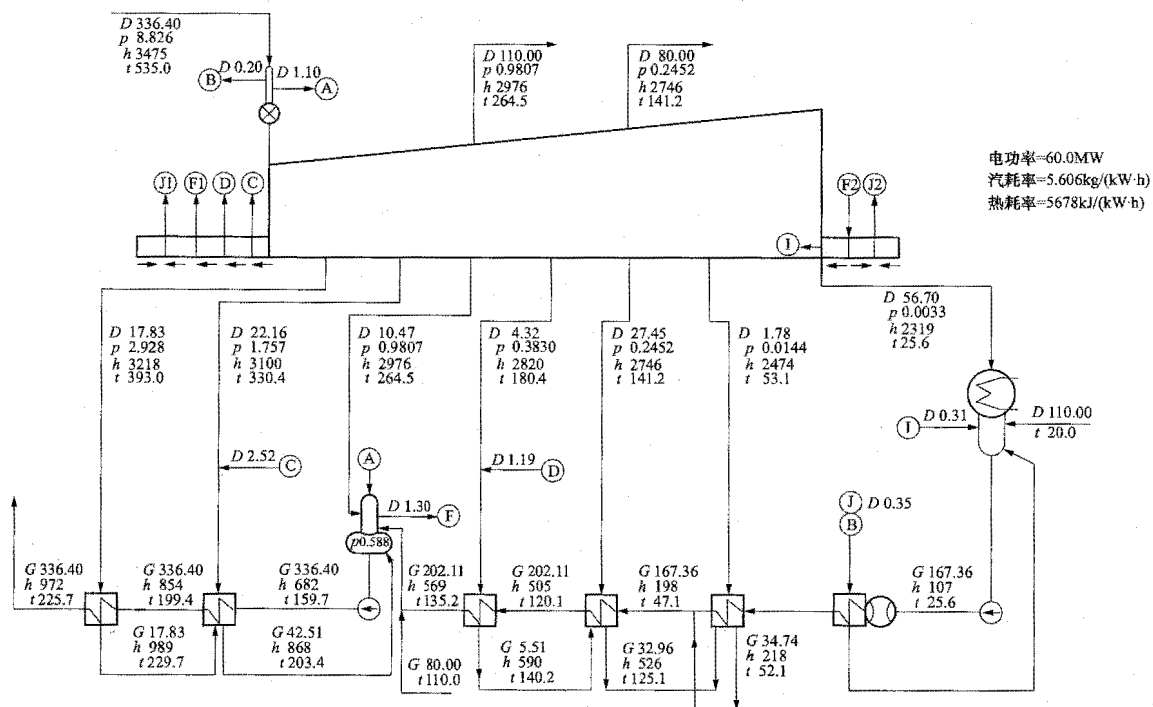 D 336.40
p 8.826
h 3475
t 535.0
D 0.20
B
D 1.10
A
D 110.00
p 0.9807
h 2976
t 264.5
D 80.00
p 0.2452
h 2746
t 141.2
电功率=60.0MW
汽耗率=5.606kg/(kW·h)
热耗率=5678kJ/(kW·h)
J1
F1
D
C
F2
J2
I
D 17.83
p 2.928
h 3218
t 393.0
D 22.16
p 1.757
h 3100
t 330.4
D 10.47
p 0.9807
h 2976
t 264.5
D 4.32
p 0.3830
h 2820
t 180.4
D 27.45
p 0.2452
h 2746
t 141.2
D 1.78
p 0.0144
h 2474
t 53.1
D 56.70
p 0.0033
h 2319
t 25.6
I
D 0.31
D 110.00
t 20.0
D 2.52
C
A
D 1.30
F
p0.588
D 1.19
D
J
D 0.35
B
G 336.40
h 972
t 225.7
G 336.40
h 854
t 199.4
G 336.40
h 682
t 159.7
G 202.11
h 569
t 135.2
G 202.11
h 505
t 120.1
G 167.36
h 198
t 47.1
G 167.36
h 107
t 25.6
G 17.83
h 989
t 229.7
G 42.51
h 868
t 203.4
G 80.00
t 110.0
G 5.51
h 590
t 140.2
G 32.96
h 526
t 125.1
G 34.74
h 218
t 52.1